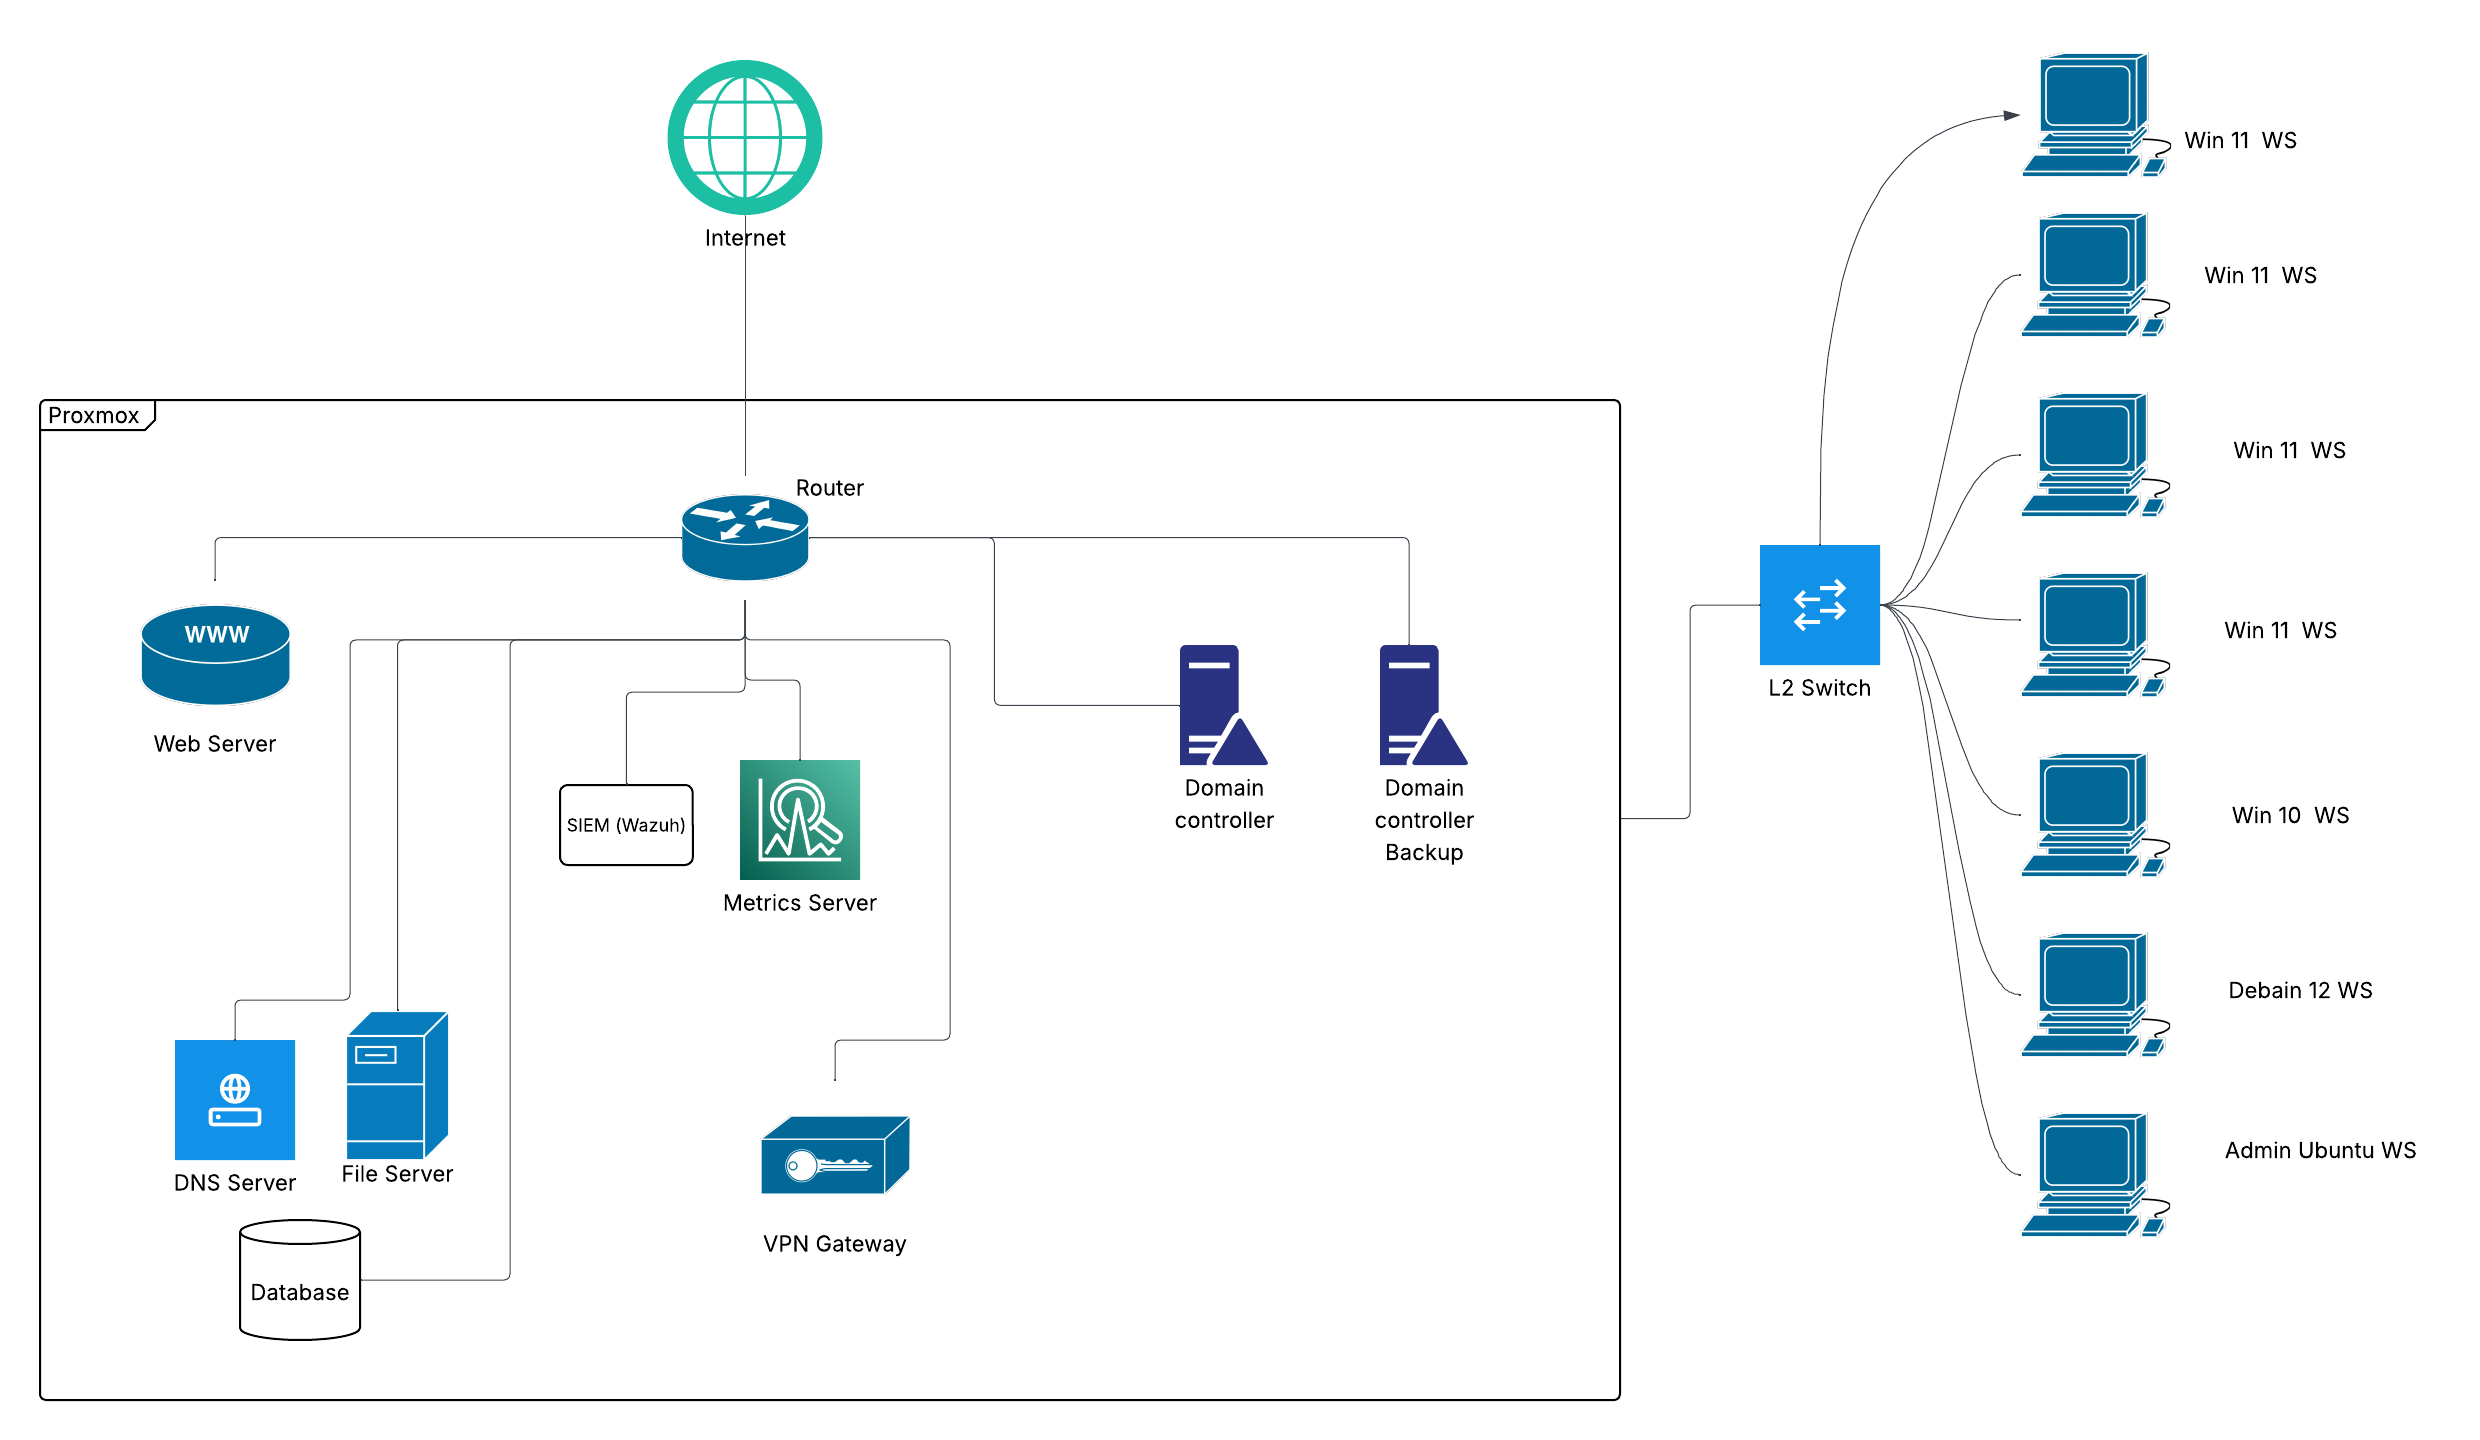 Internet
Proxmox
Router
WWW
Web Server
SIEM (Wazuh)
Metrics Server
Domain
controller
Domain
controller
Backup
DNS Server
File Server
Database
VPN Gateway
L2 Switch
Win 11  WS
Win 11  WS
Win 11  WS
Win 11  WS
Win 10  WS
Debain 12 WS
Admin Ubuntu WS